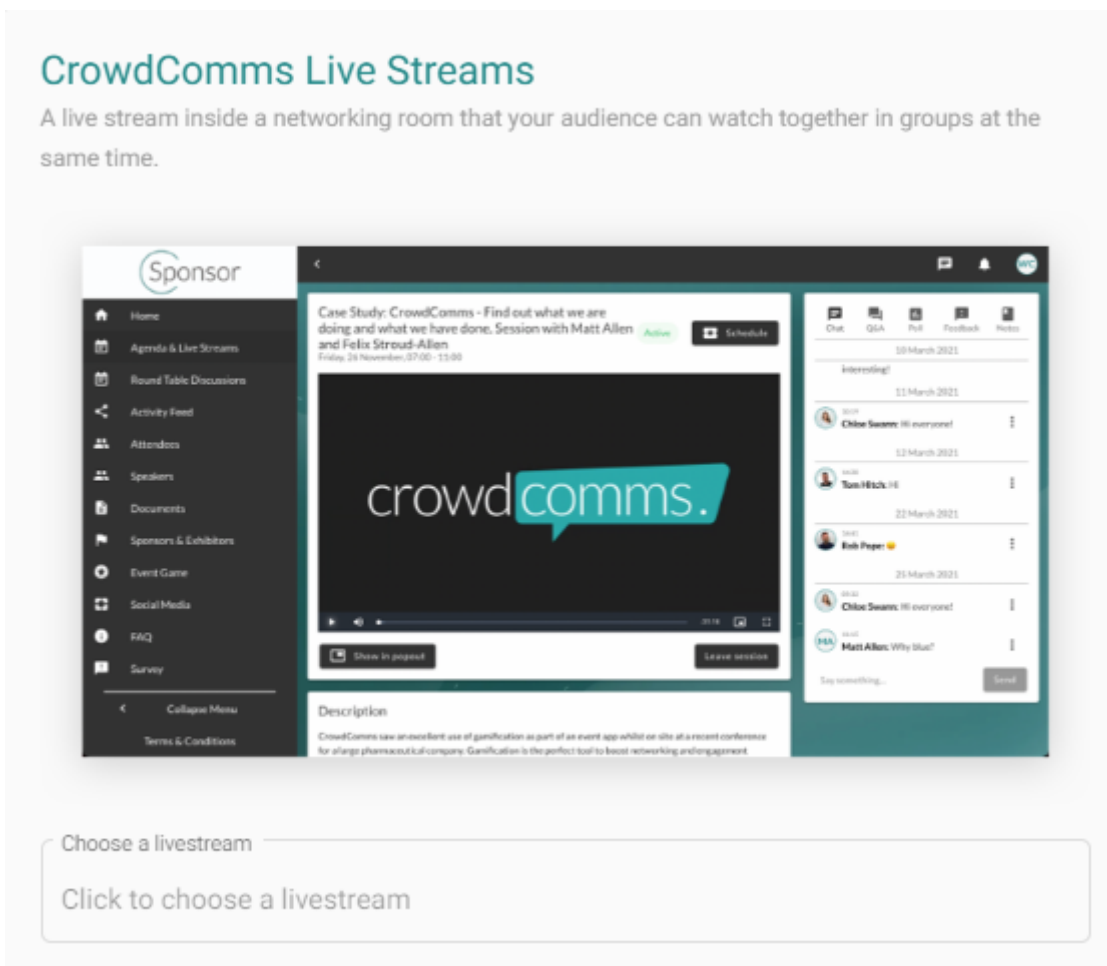 CrowdComms Live Streams
A live stream inside a networking room that your audience can watch together in groups at the
same time.
Sponsor
WC
Home
Agenda & Live Streams
Round Table Discussions
Activity Feed
Attendees
Speakers
Documents
Sponsors & Exhibitors
Event Game
Social Media
FAQ
Survey
Collapse Menu
Terms & Conditions
Case Study: CrowdComms - Find out what we are
doing and what we have done, Session with Matt Allen
and Felix Stroud-Allen
Friday, 26 November, 07:00 - 11:00
Active
Schedule
crowdcomms.
Show in popout
Leave session
Description
CrowdComms saw an excellent use of gamification as part of an event app whilst on site at a recent conference
for a large pharmaceutical company. Gamification is the perfect tool to boost networking and engagement
Chat
Q&A
Poll
Feedback
Notes
10 March 2021
interesting!
11 March 2021
Chloe Swann: Hi everyone!
12 March 2021
Tom Hitch: Hi
22 March 2021
Rob Pope: 😀
25 March 2021
Chloe Swann: Hi everyone!
MA
Matt Allen: Why blue?
Say something...
Send
Choose a livestream
Click to choose a livestream